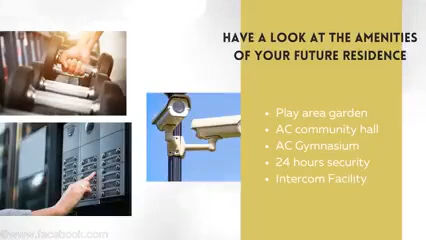 HAVE A LOOK AT THE AMENITIES
OF YOUR FUTURE RESIDENCE
• Play area garden
• AC community hall
• AC Gymnasium
• 24 hours security
• Intercom Facility
©www.facebook.com